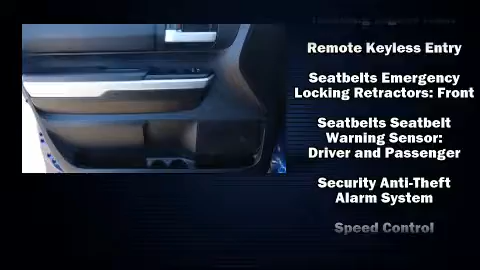 Remote Keyless Entry
Seatbelts Emergency
Locking Retractors: Front
Seatbelts Seatbelt
Warning Sensor:
Driver and Passenger
Security Anti-Theft
Alarm System
Speed Control